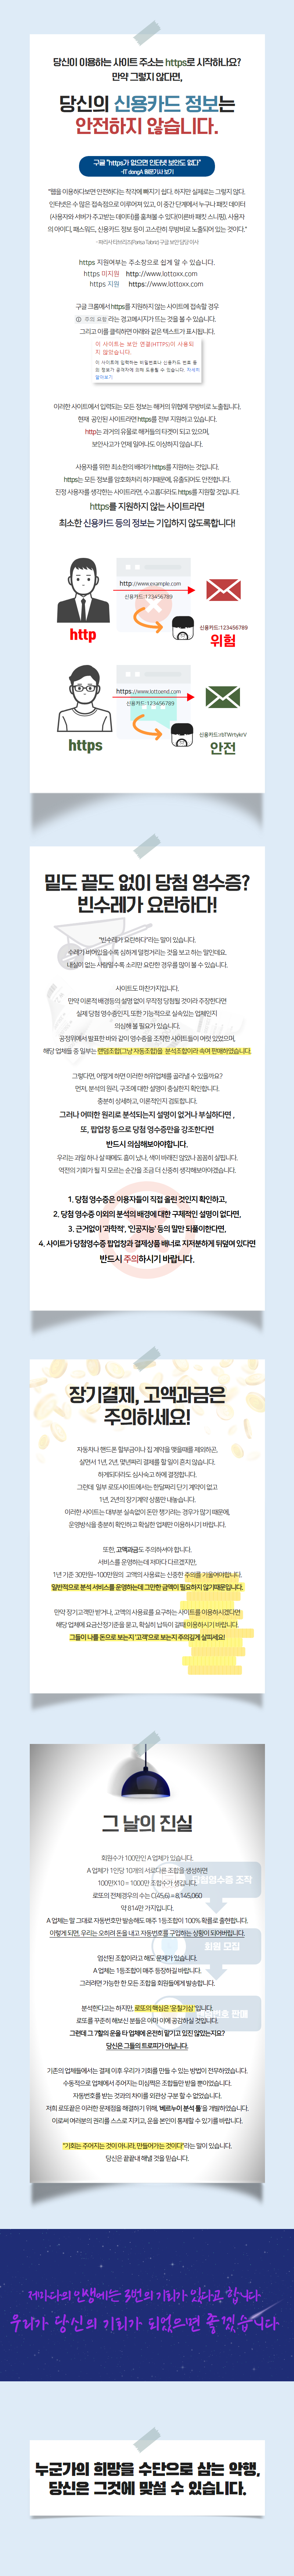 당신이 이용하는 사이트 주소는 https로 시작하나요?
만약 그렇지 않다면,
당신의 신용카드 정보는
안전하지 않습니다.
구글 "https가 없으면 인터넷 보안도 없다"
-IT dongA 원문기사 보기
"웹을 이용하다보면 안전하다는 착각에 빠지기 쉽다. 하지만 실제로는 그렇지 않다.
인터넷은 수 많은 접속적으로 이루어져 있고, 이 중간 단계에서 누구나 패킷 데이터
(사용자와 서버가 주고받는 데이터)를 훔쳐볼 수 있다(이른바 패킷 스니핑). 사용자
의 아이디, 패스워드, 신용카드 정보 등이 고스란히 무방비로 노출되어 있는 것이다."
- 파리사 타브리즈(Parisa Tabriz) 구글 보안 담당 이사
https 지원여부는 주소창으로 쉽게 알 수 있습니다.
https 미지원 http://www.lottoxx.com
https 지원 https://www.lottoxx.com
구글 크롬에서 https를 지원하지 않는 사이트에 접속할 경우
ⓘ 주의 요함 라는 경고메시지가 뜨는 것을 볼 수 있습니다.
그리고 이를 클릭하면 아래와 같은 텍스트가 표시됩니다.
이 사이트는 보안 연결(HTTPS)이 사용되
지 않았습니다.
이 사이트에 입력하는 비밀번호나 신용카드 번호 등
의 정보가 공격자에 의해 도용될 수 있습니다. 자세히
알아보기
이러한 사이트에서 입력되는 모든 정보는 해커의 위협에 무방비로 노출됩니다.
현재 공인된 사이트라면 https를 전부 지원하고 있습니다.
http는 과거의 유물로 해커들의 타겟이 되고 있으며,
보안사고가 언제 일어나도 이상하지 않습니다.
사용자를 위한 최소한의 배려가 https를 지원하는 것입니다.
https는 모든 정보를 암호화처리 하기때문에, 유출되어도 안전합니다.
진정 사용자를 생각한는 사이트라면, 수고롭더라도 https를 지원할 것입니다.
https를 지원하지 않는 사이트라면
최소한 신용카드 등의 정보는 기입하지 않도록합니다!
http://www.example.com
신용카드:123456789
http
신용카드:123456789
위험
https://www.lottoend.com
신용카드:123456789
https
안전
밑도 끝도 없이 당첨 영수증?
빈수레가 요란하다!
"빈수레가 요란하다"라는 말이 있습니다.
수레가 비어있을수록 심하게 덜컹거리는 것을 보고 하는 말인데요.
내실이 없는 사람일수록 소리만 요란한 경우를 많이 볼 수 있습니다.
사이트도 마찬가지입니다.
만약 이론적 배경등의 설명 없이 무작정 당첨될 것이라 주장한다면
실제 당첨 영수증인지, 또한 기능적으로 실속있는 업체인지
의심해 볼 필요가 있습니다.
공정위에서 발표한 바와 같이 영수증을 조작한 사이트들이 여럿 있었으며,
해당 업체들 중 일부는 랜덤조합(그냥 자동조합)을 분석조합이라 속여 판매하였습니다.
그렇다면, 어떻게 하면 이러한 허위업체를 골라낼 수 있을까요?
먼저, 분석의 원리, 구조에 대한 설명이 충실한지 확인합니다.
충분히 상세하고, 이론적인지 검토합니다.
그러나 어떠한 원리로 분석되는지 설명이 없거나 부실하다면 ,
또, 팝업창 등으로 당첨 영수증만을 강조한다면
반드시 의심해보아야합니다.
우리는 과일 하나 살 때에도 흠이 났나, 색이 바래진 않았나 꼼꼼히 살핍니다.
역전의 기회가 될 지 모르는 순간을 조금 더 신중히 생각해보아야겠습니다.
1. 당첨 영수증은 이용자들이 직접 올린 것인지 확인하고,
2. 당첨 영수증 이외의 분석의 배경에 대한 구체적인 설명이 없다면,
3. 근거없이 '과학적', '인공지능' 등의 말만 되풀이한다면,
4. 사이트가 당첨영수증 팝업창과 결제상품 배너로 지저분하게 뒤덮여 있다면
반드시 주의하시기 바랍니다.
장기결제, 고액과금은
주의하세요!
자동차나 핸드폰 할부금이나 집 계약을 맺을때를 제외하곤,
살면서 1년, 2년, 몇년짜리 결제를 할 일이 흔치 않습니다.
하게되더라도 심사숙고 하여 결정합니다.
그런데 일부 로또사이트에서는 한달짜리 단기 계약이 없고
1년, 2년의 장기계약 상품만 내놓습니다.
이러한 사이트는 대부분 실속없이 돈만 챙기려는 경우가 많기 때문에,
운영방식을 충분히 확인하고 확실한 업체만 이용하시기 바랍니다.
또한, 고액과금도 주의하셔야 합니다.
서비스를 운영하는데 제마다 다르겠지만,
1년 기준 30만원~100만원의 고액의 사용료는 신중한 주의를 기울여야합니다.
일반적으로 분석 서비스를 운영하는데 그만한 금액이 필요하지 않기때문입니다.
만약 장기고객만 받거나, 고액의 사용료를 요구하는 사이트를 이용하시겠다면
해당 업체에 요금산정기준을 묻고, 확실히 납득이 갈때 이용하시기 바랍니다.
그들이 나를 돈으로 보는지 '고객'으로 보는지 주의깊게 살피세요!
그 날의 진실
회원수가 100만인 A 업체가 있습니다.
A 업체가 1인당 10개의 서로다른 조합을 생성하면
100만X10 = 1000만 조합수가 생깁니다.
로또의 전체경우의 수는 C(45,6) = 8,145,060
약 814만 가지입니다.
A 업체는 말 그대로 자동번호만 발송해도 매주 1등조합이 100% 확률로 출현합니다.
이렇게 되면, 우리는 오히려 돈을 내고 자동번호를 구입하는 상황이 되어버립니다.
당첨영수증 조작
회원 모집
엄선된 조합이라고 해도 문제가 있습니다.
A 업체는 1등조합이 매주 등장하길 바랍니다.
그러려면 가능한 한 모든 조합을 회원들에게 발송합니다.
분석한다고는 하지만, 로또의 핵심은 '운칠기삼'입니다.
로또를 꾸준히 해보신 분들은 아마 이에 공감하실 것입니다.
그런데 그 7할의 운을 타 업체에 온전히 맡기고 있진 않았는지요?
당신은 그들의 트로피가 아닙니다.
기존의 업체들에서는 결제 이후 우리가 기회를 만들 수 있는 방법이 전무하였습니다.
수동적으로 업체에서 주어지는 미심쩍은 조합들만 받을 뿐이었습니다.
자동번호를 받는 것과의 차이를 외관상 구분 할 수 없었습니다.
저희 로또끝은 이러한 문제점을 해결하기 위해, '베르누이 분석 툴'을 개발하였습니다.
이로써 여러분의 권리를 스스로 지키고, 운을 본인이 통제할 수 있기를 바랍니다.
"기회는 주어지는 것이 아니라, 만들어가는 것이다"라는 말이 있습니다.
당신은 끝끝내 해낼 것을 믿습니다.
제마다의 인생에는 3번의 기회가 있다고 합니다
우리가 당신의 기회가 되었으면 좋겠습니다
누군가의 희망을 수단으로 삼는 악행,
당신은 그것에 맞설 수 있습니다.